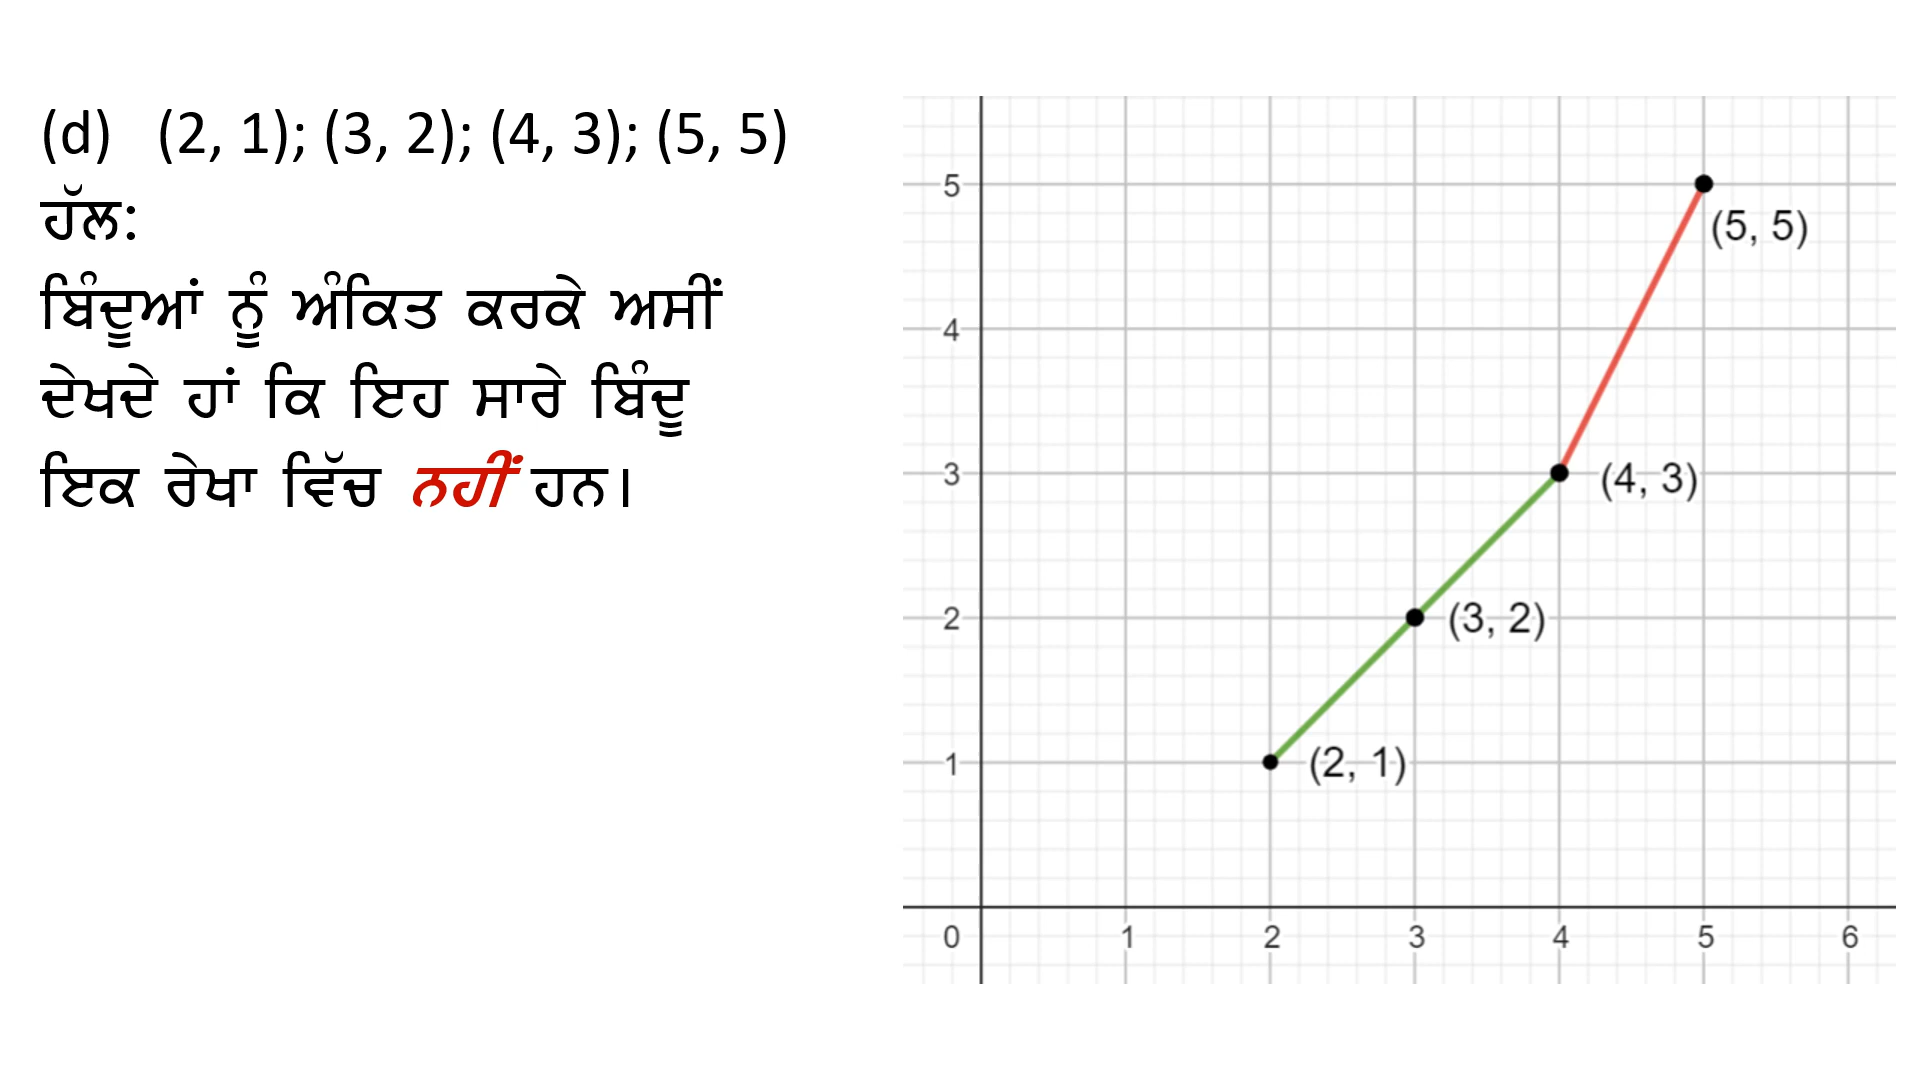 (d) (2, 1); (3, 2); (4, 3); (5, 5)
ਹੱਲ:
ਬਿੰਦੂਆਂ ਨੂੰ ਅੰਕਿਤ ਕਰਕੇ ਅਸੀਂ
ਦੇਖਦੇ ਹਾਂ ਕਿ ਇਹ ਸਾਰੇ ਬਿੰਦੂ
ਇਕ ਰੇਖਾ ਵਿੱਚ ਨਹੀਂ ਹਨ।
5
(5, 5)
4
3
(4, 3)
2
(3, 2)
1
(2, 1)
0 1 2 3 4 5 6